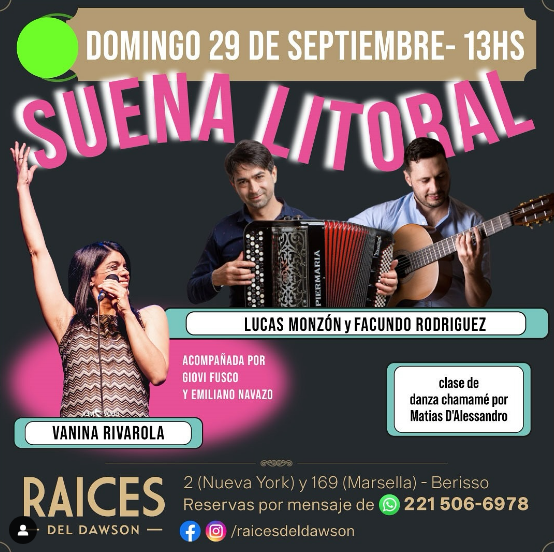 DOMINGO 29 DE SEPTIEMBRE- 13HS
SUENA LITORAL
PIERMARIA
LUCAS MONZÓN y FACUNDO RODRIGUEZ
ACOMPAÑADA POR
GIOVI FUSCO
Y EMILIANO NAVAZO
VANINA RIVAROLA
clase de
danza chamamé por
Matias D'Alessandro
RAICES
DEL DAWSON
2 (Nueva York) y 169 (Marsella) - Berisso
Reservas por mensaje de 221 506-6978
/raicesdeldawson